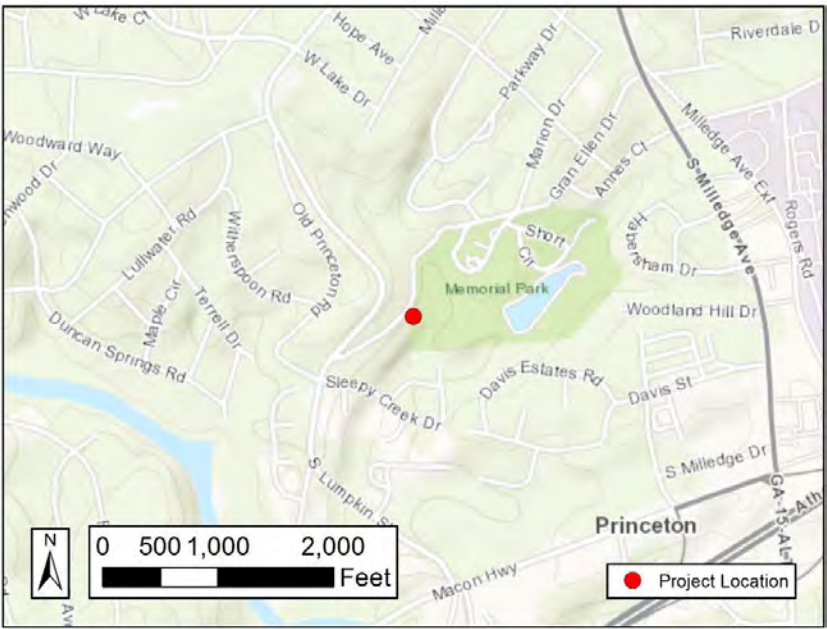 W Lake Ct
Hope Ave
W Lake Dr
Parkway Dr
Riverdale D
Marion Dr
Gran Ellen Dr
Annes Ct
Milledge Ave Ext
S Milledge Ave
Rogers Rd
Woodward Way
Lullwater Rd
Witherspoon Rd
Old Princeton Rd
Short
Cir
Habersham Dr
Memorial Park
Woodland Hill Dr
Maple Cir
Terrell Dr
Duncan Springs Rd
Sleepy Creek Dr
Davis Estates Rd
Davis St
S Milledge Dr
S Lumpkin S
Princeton
Macon Hwy
N
0 500 1,000 2,000
Feet
Project Location